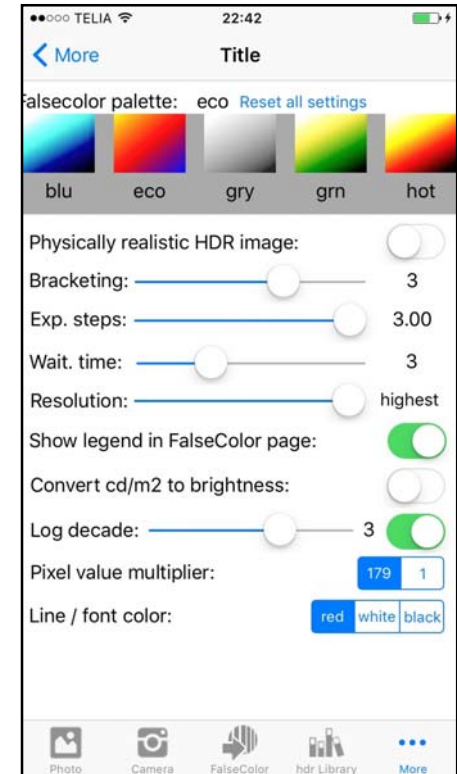 TELIA 22:42
More Title
Falsecolor palette: eco Reset all settings
blu eco gry grn hot
Physically realistic HDR image:
Bracketing: 3
Exp. steps: 3.00
Wait. time: 3
Resolution: highest
Show legend in FalseColor page:
Convert cd/m2 to brightness:
Log decade: 3
Pixel value multiplier: 179 1
Line / font color: red white black
Photo Camera FalseColor hdr Library More